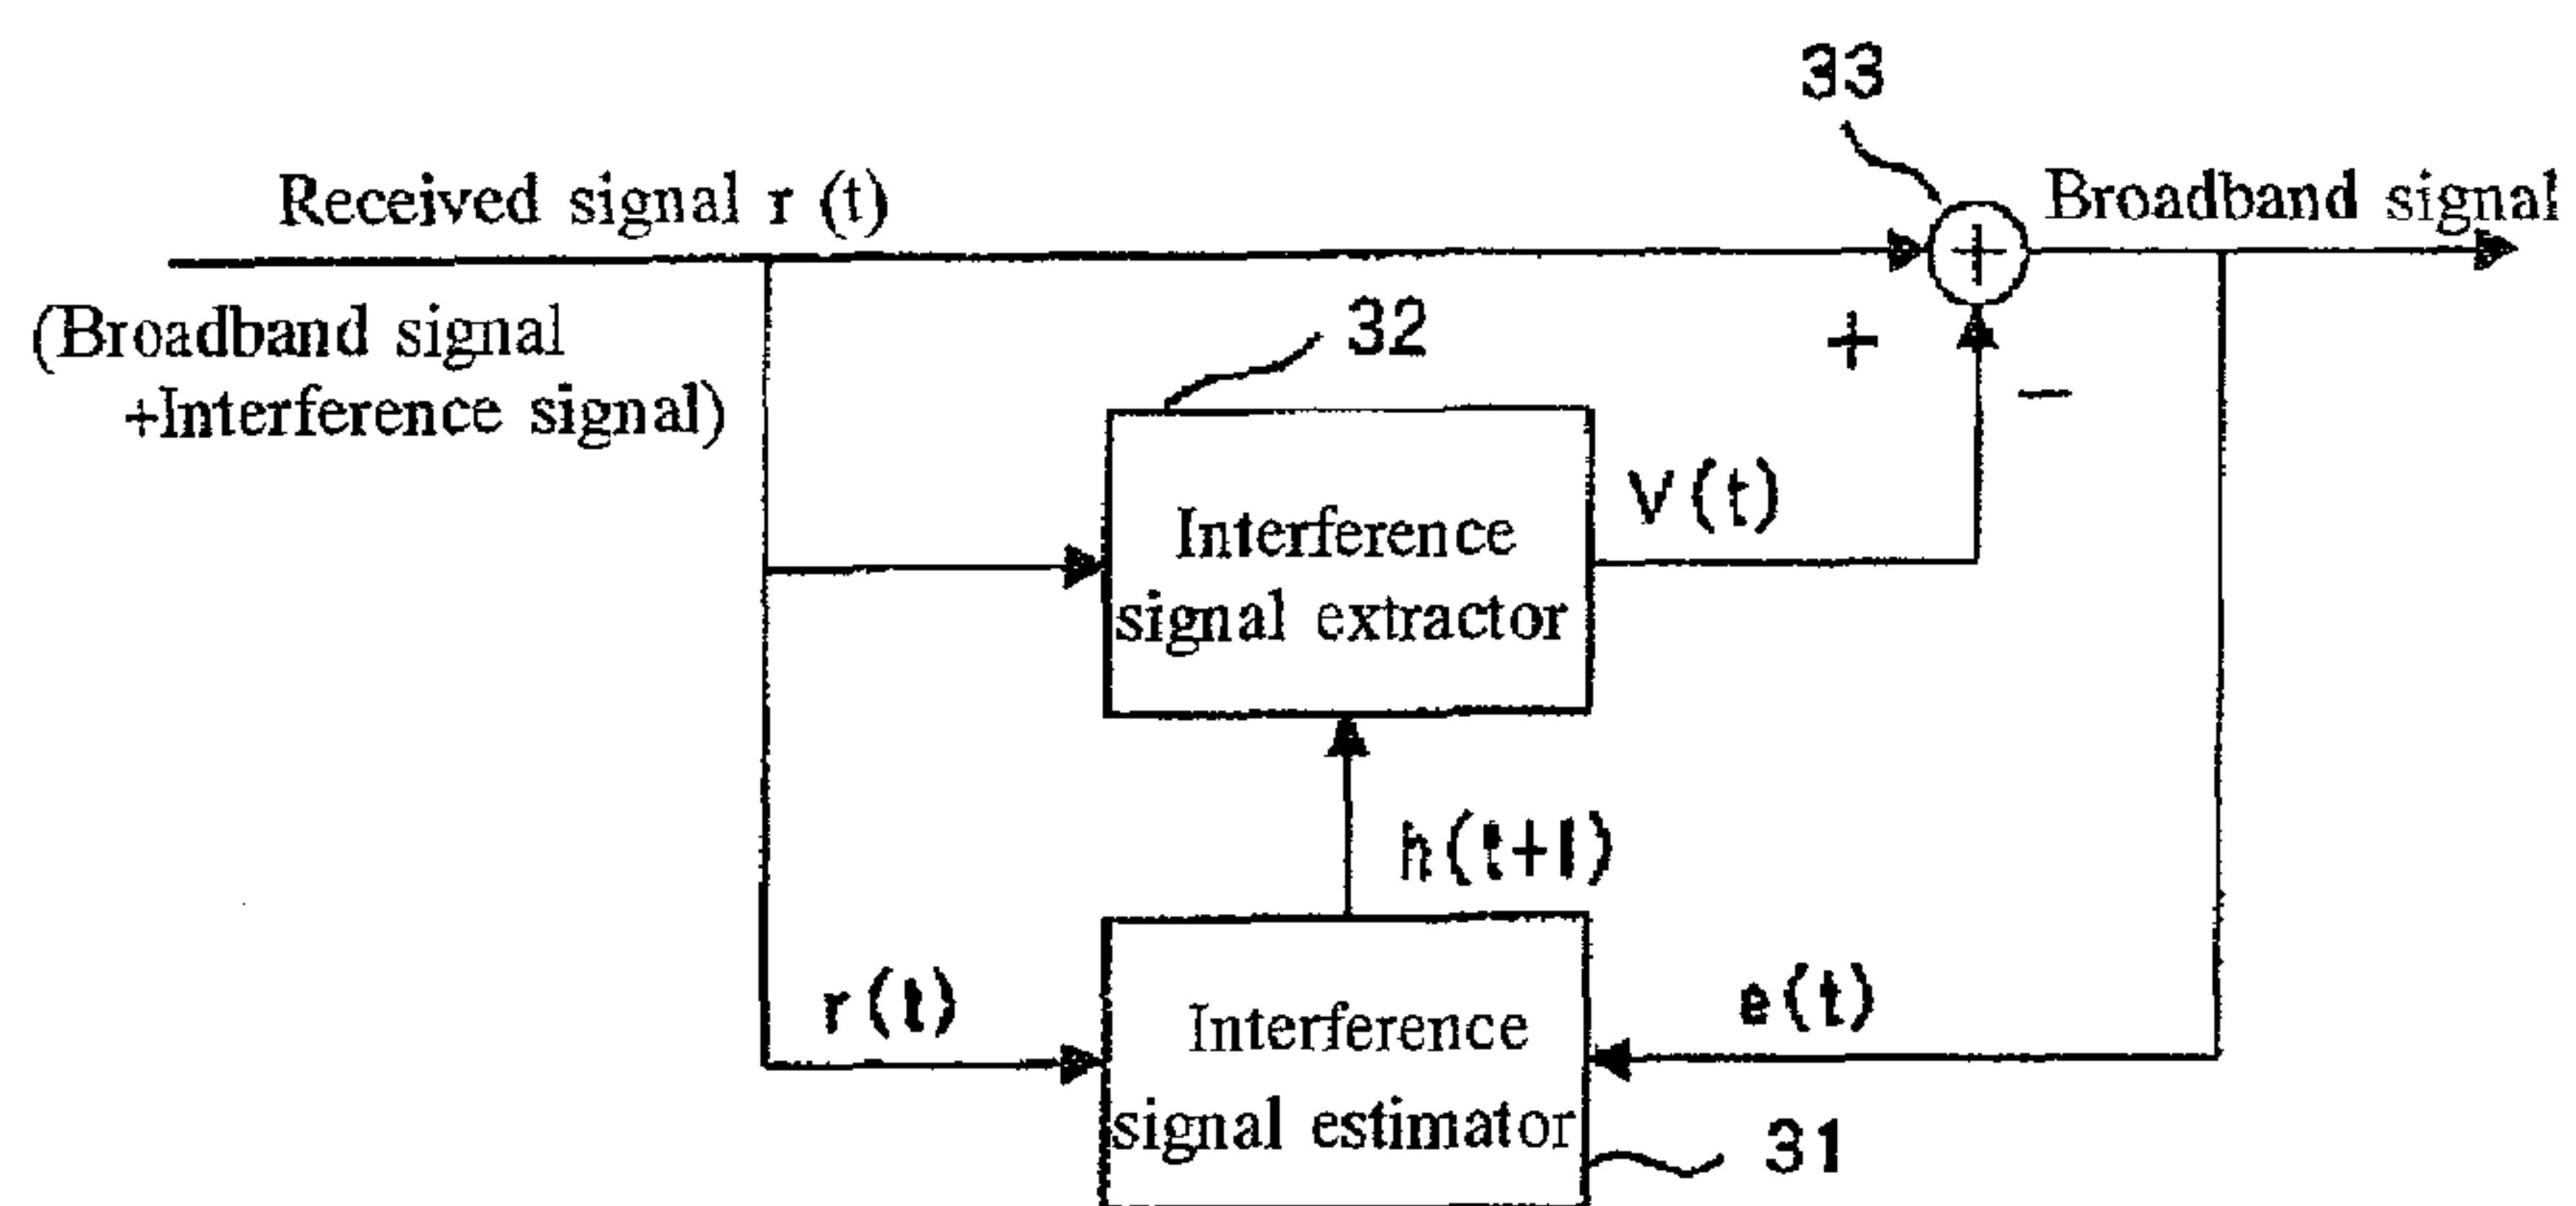 33
Received signal r (t)
Broadband signal
(Broadband signal
+Interference signal)
32
+
+
−
Interference
signal extractor
V(t)
h(t+1)
r(t)
Interference
signal estimator
e(t)
31